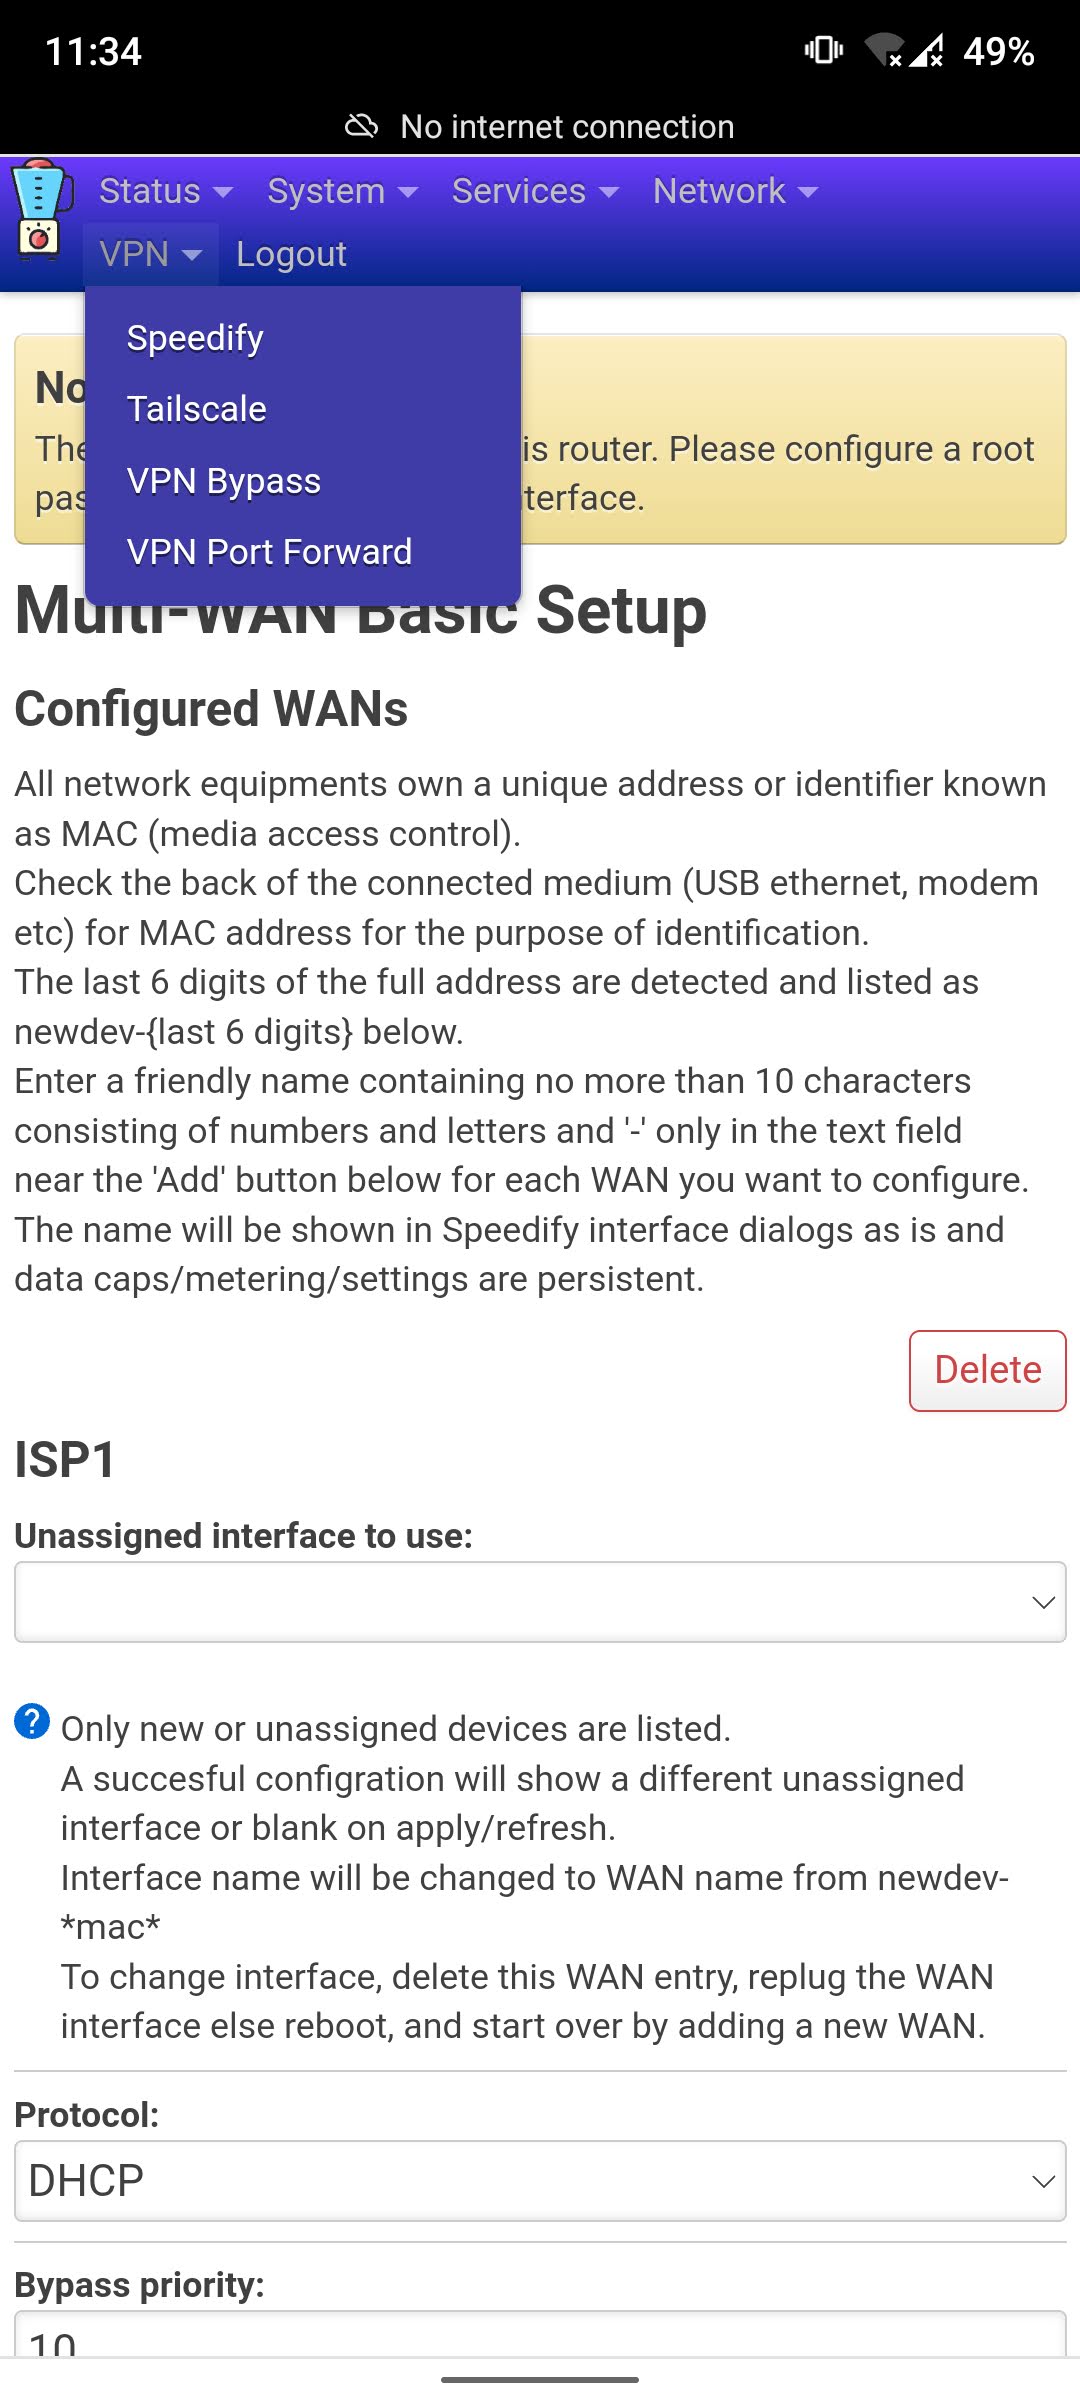 11:34
49%
No internet connection
Status System Services Network
VPN Logout
Speedify
Tailscale
VPN Bypass
VPN Port Forward
No
The is router. Please configure a root
pas terface.
Multi-WAN Basic Setup
Configured WANs
All network equipments own a unique address or identifier known
as MAC (media access control).
Check the back of the connected medium (USB ethernet, modem
etc) for MAC address for the purpose of identification.
The last 6 digits of the full address are detected and listed as
newdev-{last 6 digits} below.
Enter a friendly name containing no more than 10 characters
consisting of numbers and letters and '-' only in the text field
near the 'Add' button below for each WAN you want to configure.
The name will be shown in Speedify interface dialogs as is and
data caps/metering/settings are persistent.
Delete
ISP1
Unassigned interface to use:
? Only new or unassigned devices are listed.
A succesful configration will show a different unassigned
interface or blank on apply/refresh.
Interface name will be changed to WAN name from newdev-
*mac*
To change interface, delete this WAN entry, replug the WAN
interface else reboot, and start over by adding a new WAN.
Protocol:
DHCP
Bypass priority:
10